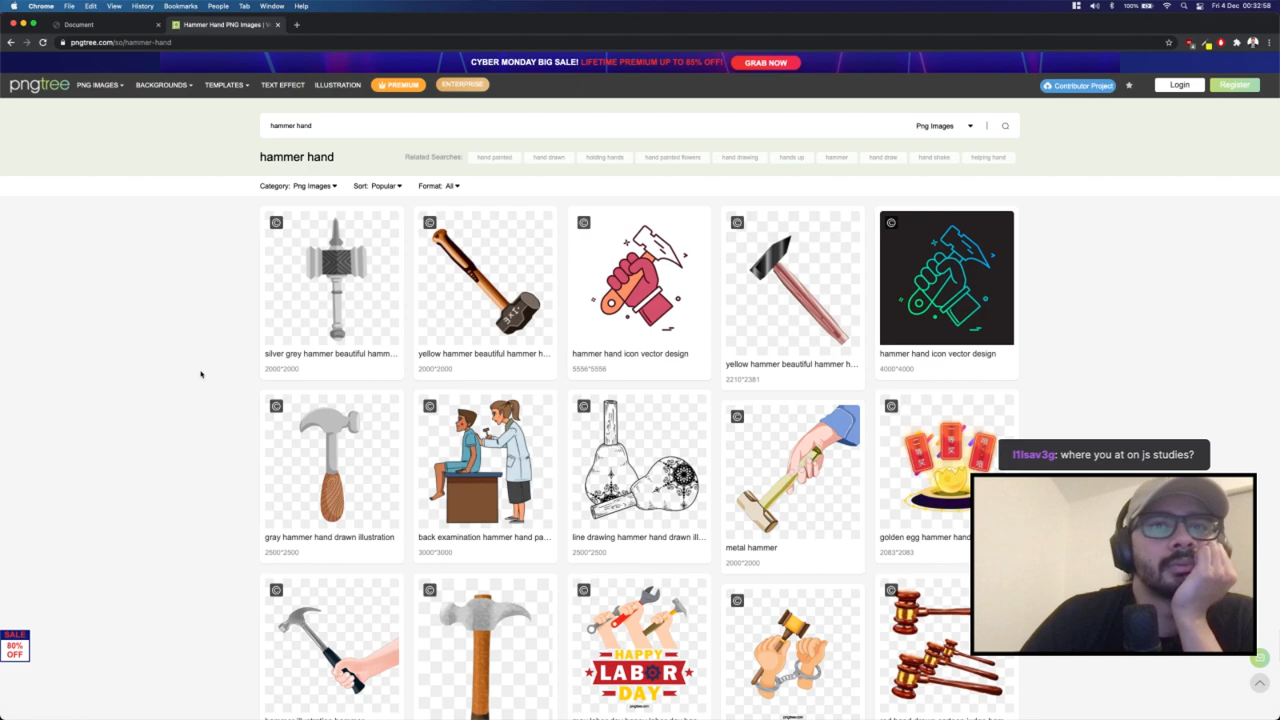 Chrome File Edit View History Bookmarks People Tab Window Help
100% Fri 4 Dec 00:32:58
Document
Hammer Hand PNG Images | V
pngtree.com/so/hammer-hand
CYBER MONDAY BIG SALE! LIFETIME PREMIUM UP TO 85% OFF! GRAB NOW
pngtree PNG IMAGES BACKGROUNDS TEMPLATES TEXT EFFECT ILLUSTRATION PREMIUM ENTERPRISE Contributor Project Login Register
hammer hand Png Images
hammer hand
Related Searches: hand painted hand drawn holding hands hand painted flowers hand drawing hands up hammer hand draw hand shake helping hand
Category: Png Images Sort: Popular Format: All
silver grey hammer beautiful hamm...
2000*2000
yellow hammer beautiful hammer h...
2000*2000
hammer hand icon vector design
5556*5556
yellow hammer beautiful hammer h...
2210*2381
hammer hand icon vector design
4000*4000
gray hammer hand drawn illustration
2500*2500
back examination hammer hand pa...
3000*3000
line drawing hammer hand drawn ill...
2500*2500
metal hammer
2000*2000
golden egg hammer hand
2083*2083
l1lsav3g: where you at on js studies?
SALE
80%
OFF
HAPPY
LABOR
DAY
pngtree.com